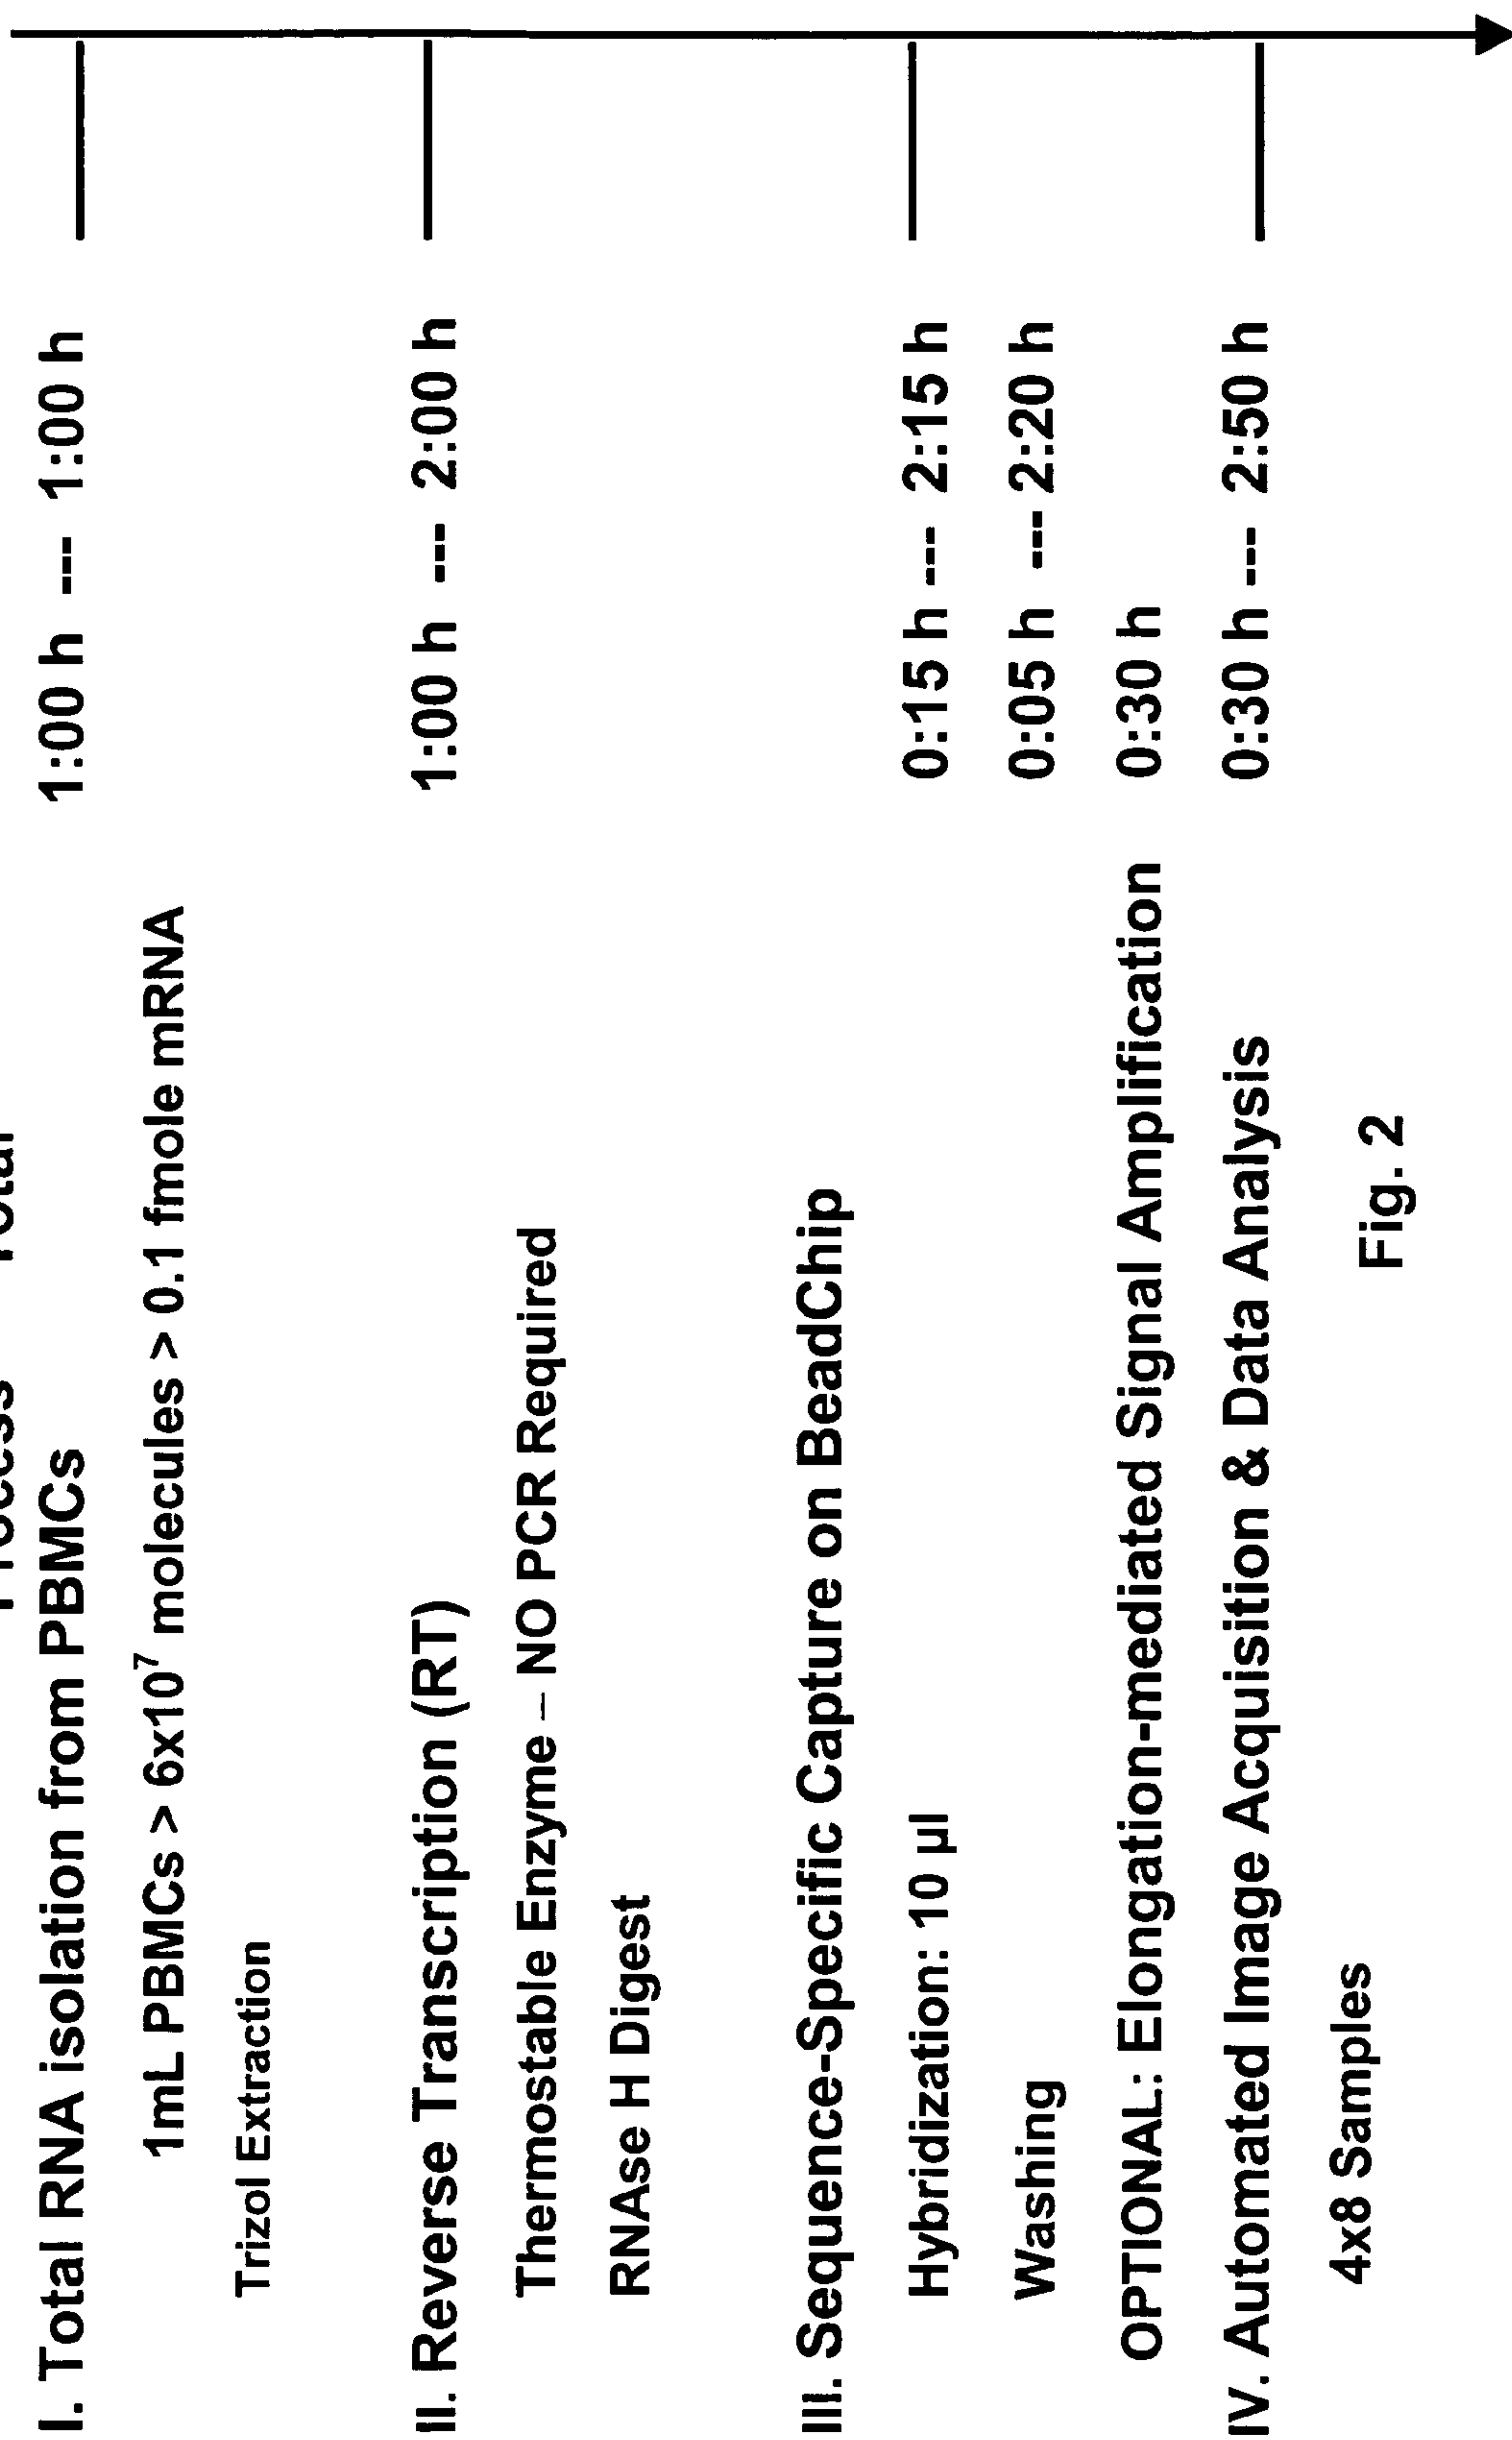 Process Total
I. Total RNA isolation from PBMCs 1:00 h --- 1:00 h
1mL PBMCs > 6x10⁷ molecules > 0.1 fmole mRNA
Trizol Extraction
II. Reverse Transcription (RT) 1:00 h --- 2:00 h
Thermostable Enzyme – NO PCR Required
RNAse H Digest
III. Sequence-Specific Capture on BeadChip
Hybridization: 10 µl 0:15 h --- 2:15 h
Washing 0:05 h --- 2:20 h
OPTIONAL: Elongation-mediated Signal Amplification 0:30 h
IV. Automated Image Acquisition & Data Analysis 0:30 h --- 2:50 h
4x8 Samples
Fig. 2